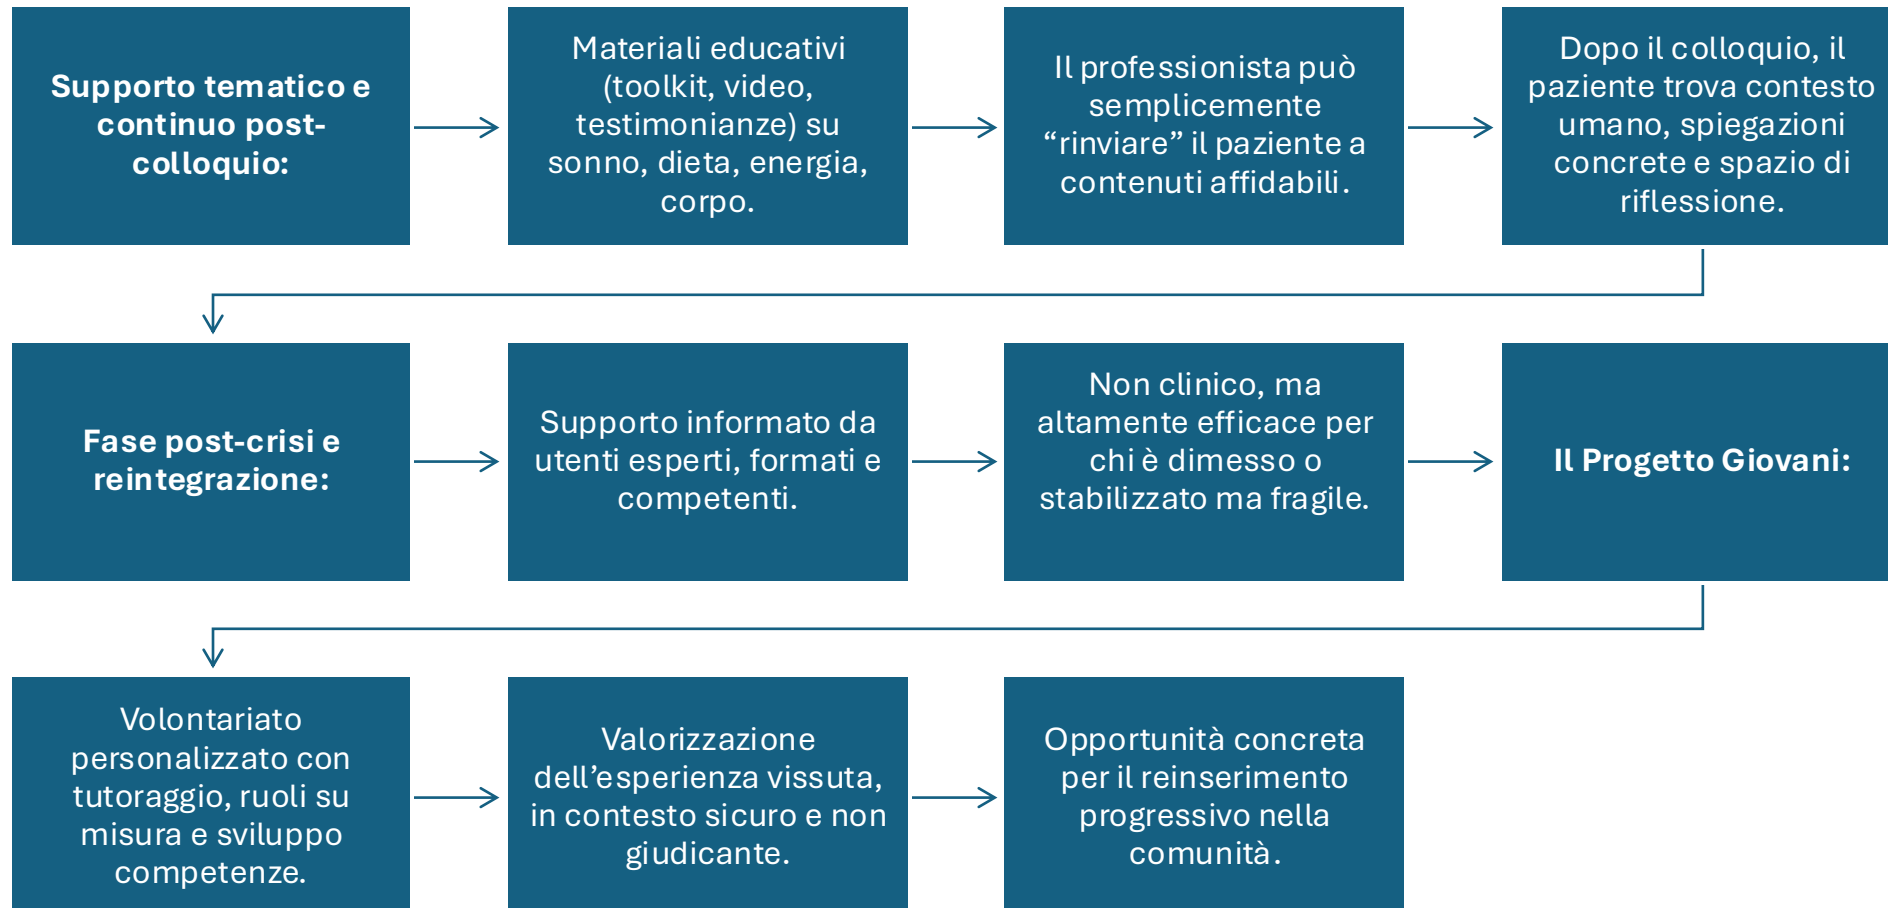 Supporto tematico e
continuo post-
colloquio:
Materiali educativi
(toolkit, video,
testimonianze) su
sonno, dieta, energia,
corpo.
Il professionista può
semplicemente
“rinviare” il paziente a
contenuti affidabili.
Dopo il colloquio, il
paziente trova contesto
umano, spiegazioni
concrete e spazio di
riflessione.
Fase post-crisi e
reintegrazione:
Supporto informato da
utenti esperti, formati e
competenti.
Non clinico, ma
altamente efficace per
chi è dimesso o
stabilizzato ma fragile.
Il Progetto Giovani:
Volontariato
personalizzato con
tutoraggio, ruoli su
misura e sviluppo
competenze.
Valorizzazione
dell’esperienza vissuta,
in contesto sicuro e non
giudicante.
Opportunità concreta
per il reinserimento
progressivo nella
comunità.